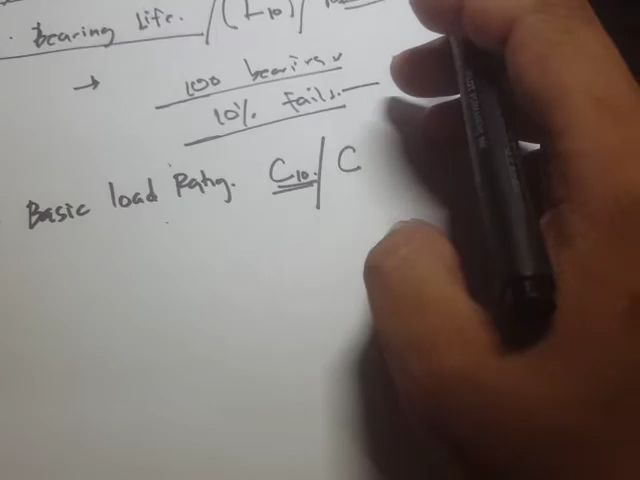 . bearing Life. / (L10) /
→ 100 bearings
10% fails.
Basic load Rating. C10. / C